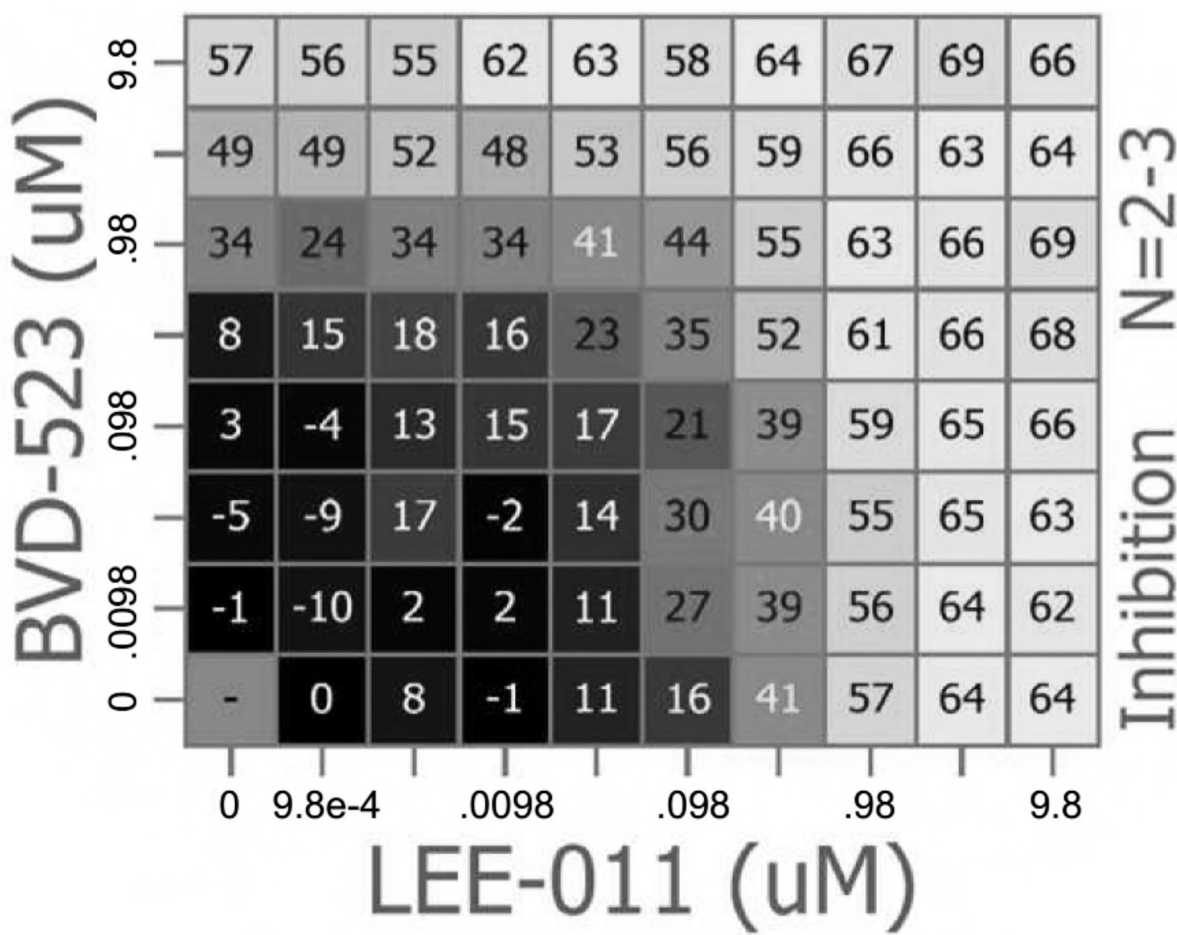 BVD-523 (uM)
9.8 57 56 55 62 63 58 64 67 69 66
49 49 52 48 53 56 59 66 63 64
.98 34 24 34 34 41 44 55 63 66 69
8 15 18 16 23 35 52 61 66 68
.098 3 -4 13 15 17 21 39 59 65 66
-5 -9 17 -2 14 30 40 55 65 63
.0098 -1 -10 2 2 11 27 39 56 64 62
0 - 0 8 -1 11 16 41 57 64 64
0 9.8e-4 .0098 .098 .98 9.8
LEE-011 (uM)
Inhibition N=2-3